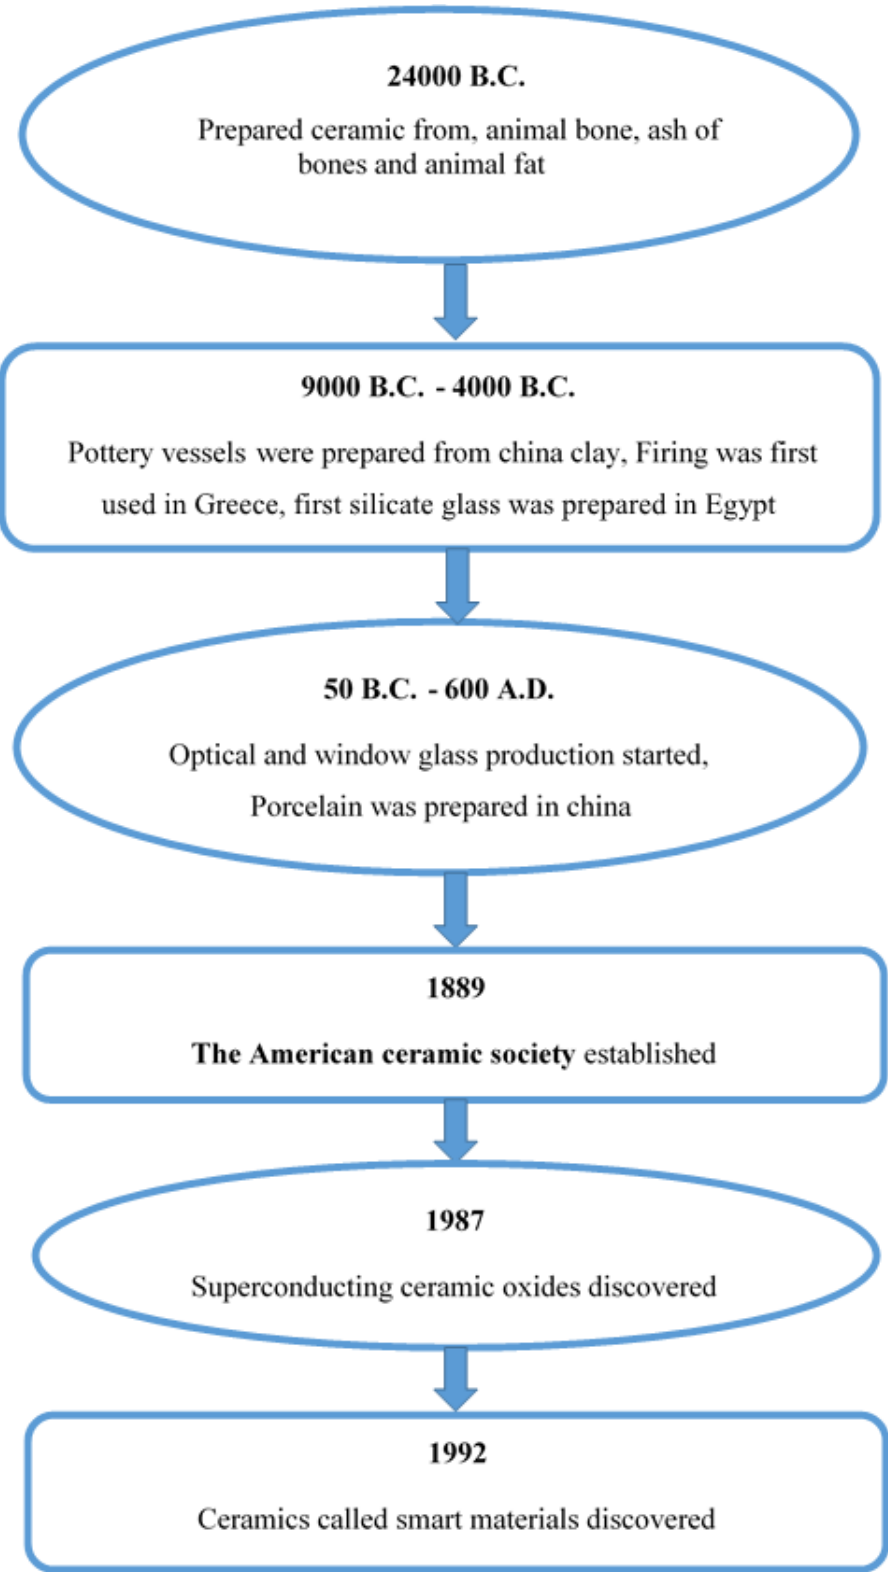 24000 B.C.
Prepared ceramic from, animal bone, ash of
bones and animal fat
9000 B.C. - 4000 B.C.
Pottery vessels were prepared from china clay, Firing was first
used in Greece, first silicate glass was prepared in Egypt
50 B.C. - 600 A.D.
Optical and window glass production started,
Porcelain was prepared in china
1889
The American ceramic society established
1987
Superconducting ceramic oxides discovered
1992
Ceramics called smart materials discovered